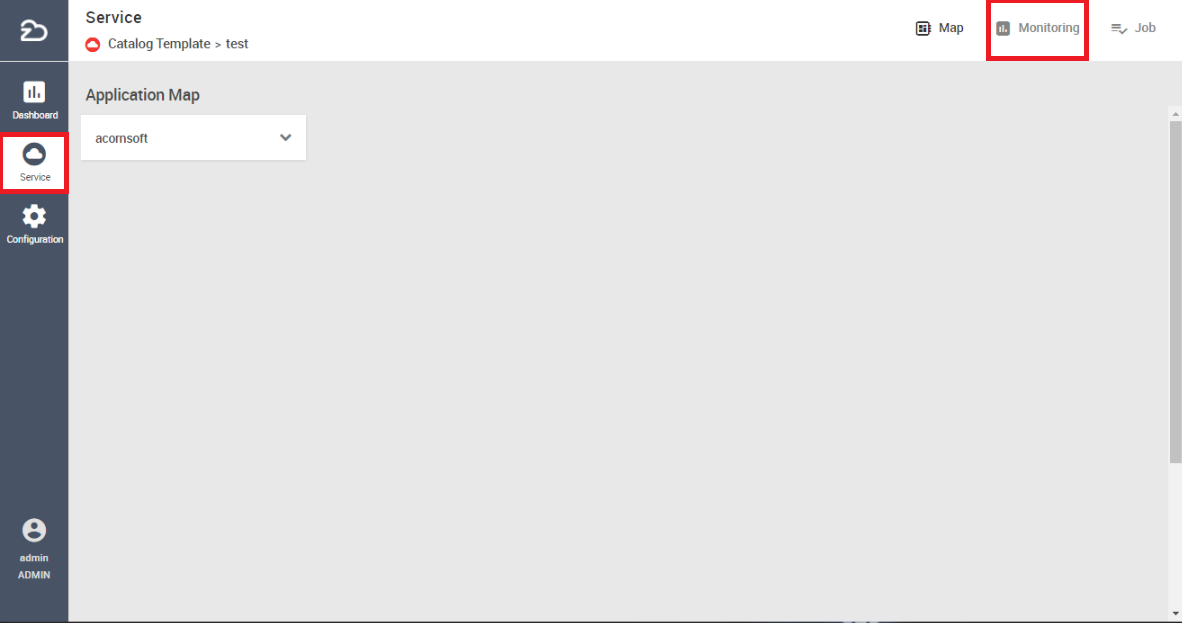 Service
Catalog Template > test
Map
Monitoring
Job
Dashboard
Service
Configuration
admin
ADMIN
Application Map
acornsoft